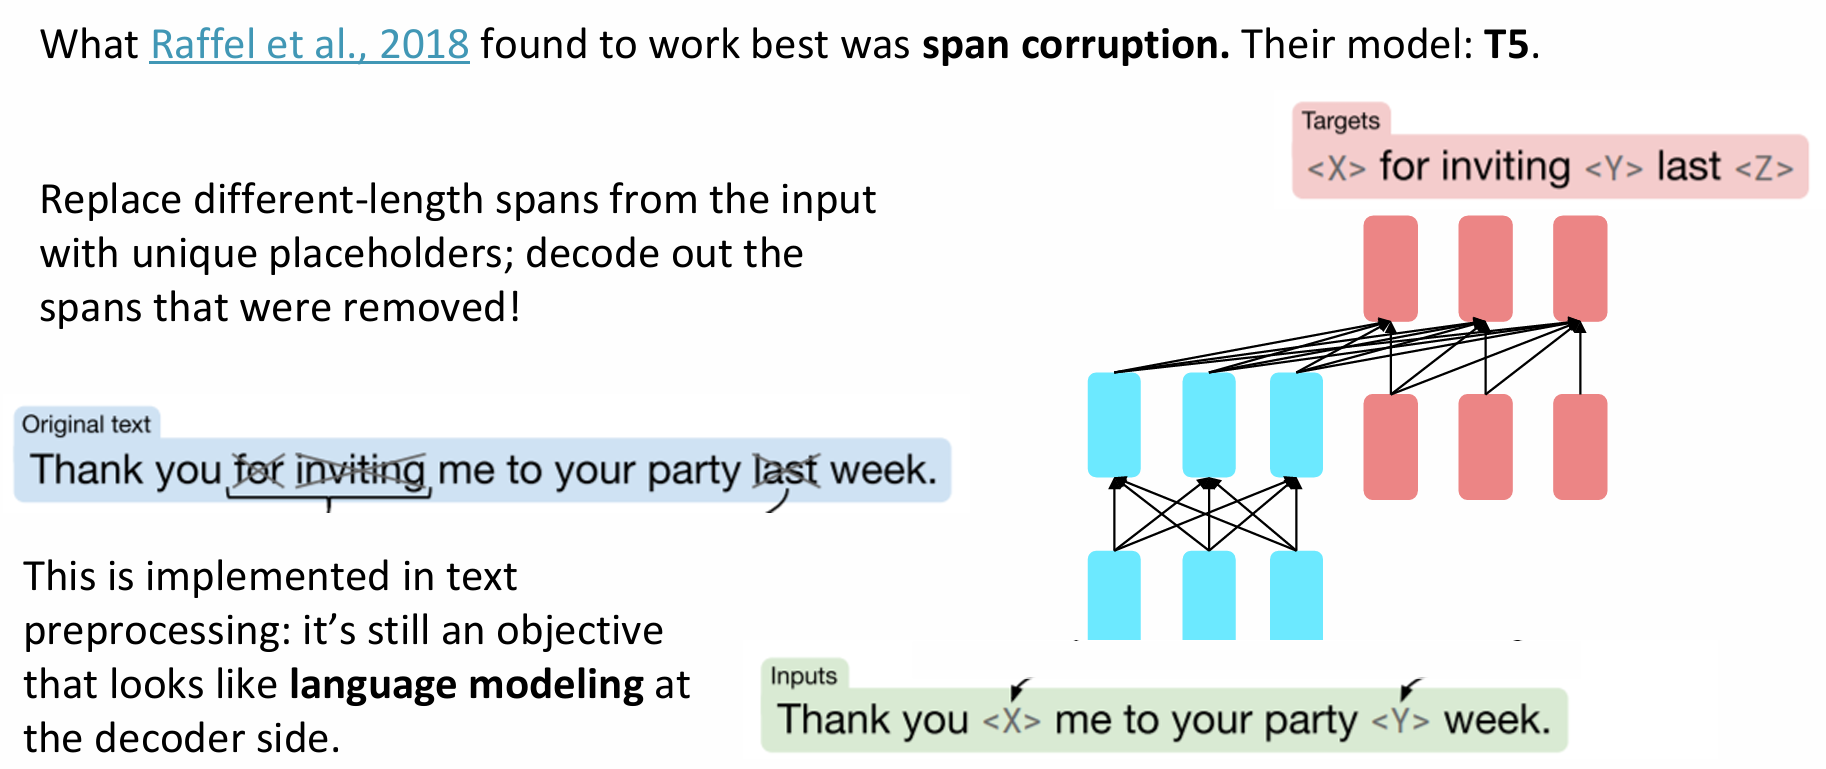 What Raffel et al., 2018 found to work best was span corruption. Their model: T5.
Targets
<X> for inviting <Y> last <Z>
Replace different-length spans from the input
with unique placeholders; decode out the
spans that were removed!
Original text
Thank you for inviting me to your party last week.
This is implemented in text
preprocessing: it’s still an objective
that looks like language modeling at
the decoder side.
Inputs
Thank you <X> me to your party <Y> week.